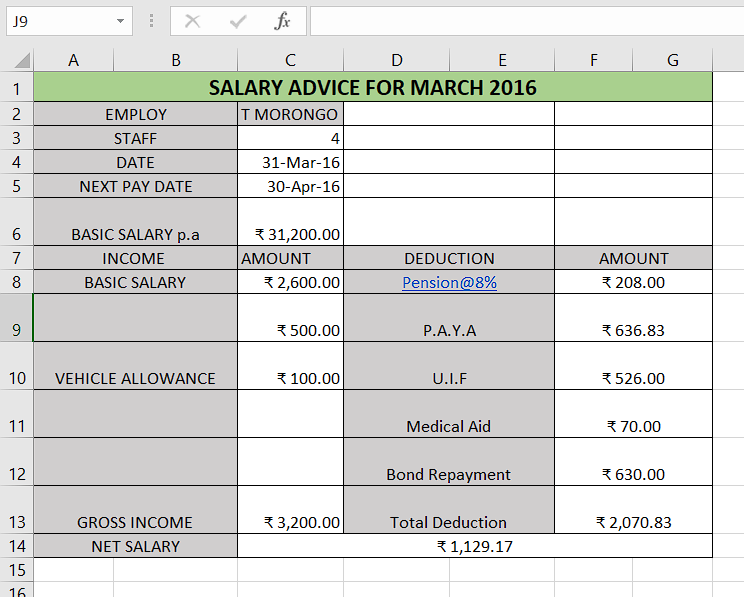 J9 fx
A B C D E F G
1 SALARY ADVICE FOR MARCH 2016
2 EMPLOY T MORONGO
3 STAFF 4
4 DATE 31-Mar-16
5 NEXT PAY DATE 30-Apr-16
6 BASIC SALARY p.a ₹ 31,200.00
7 INCOME AMOUNT DEDUCTION AMOUNT
8 BASIC SALARY ₹ 2,600.00 Pension@8% ₹ 208.00
9 ₹ 500.00 P.A.Y.A ₹ 636.83
10 VEHICLE ALLOWANCE ₹ 100.00 U.I.F ₹ 526.00
11 Medical Aid ₹ 70.00
12 Bond Repayment ₹ 630.00
13 GROSS INCOME ₹ 3,200.00 Total Deduction ₹ 2,070.83
14 NET SALARY ₹ 1,129.17
15
16